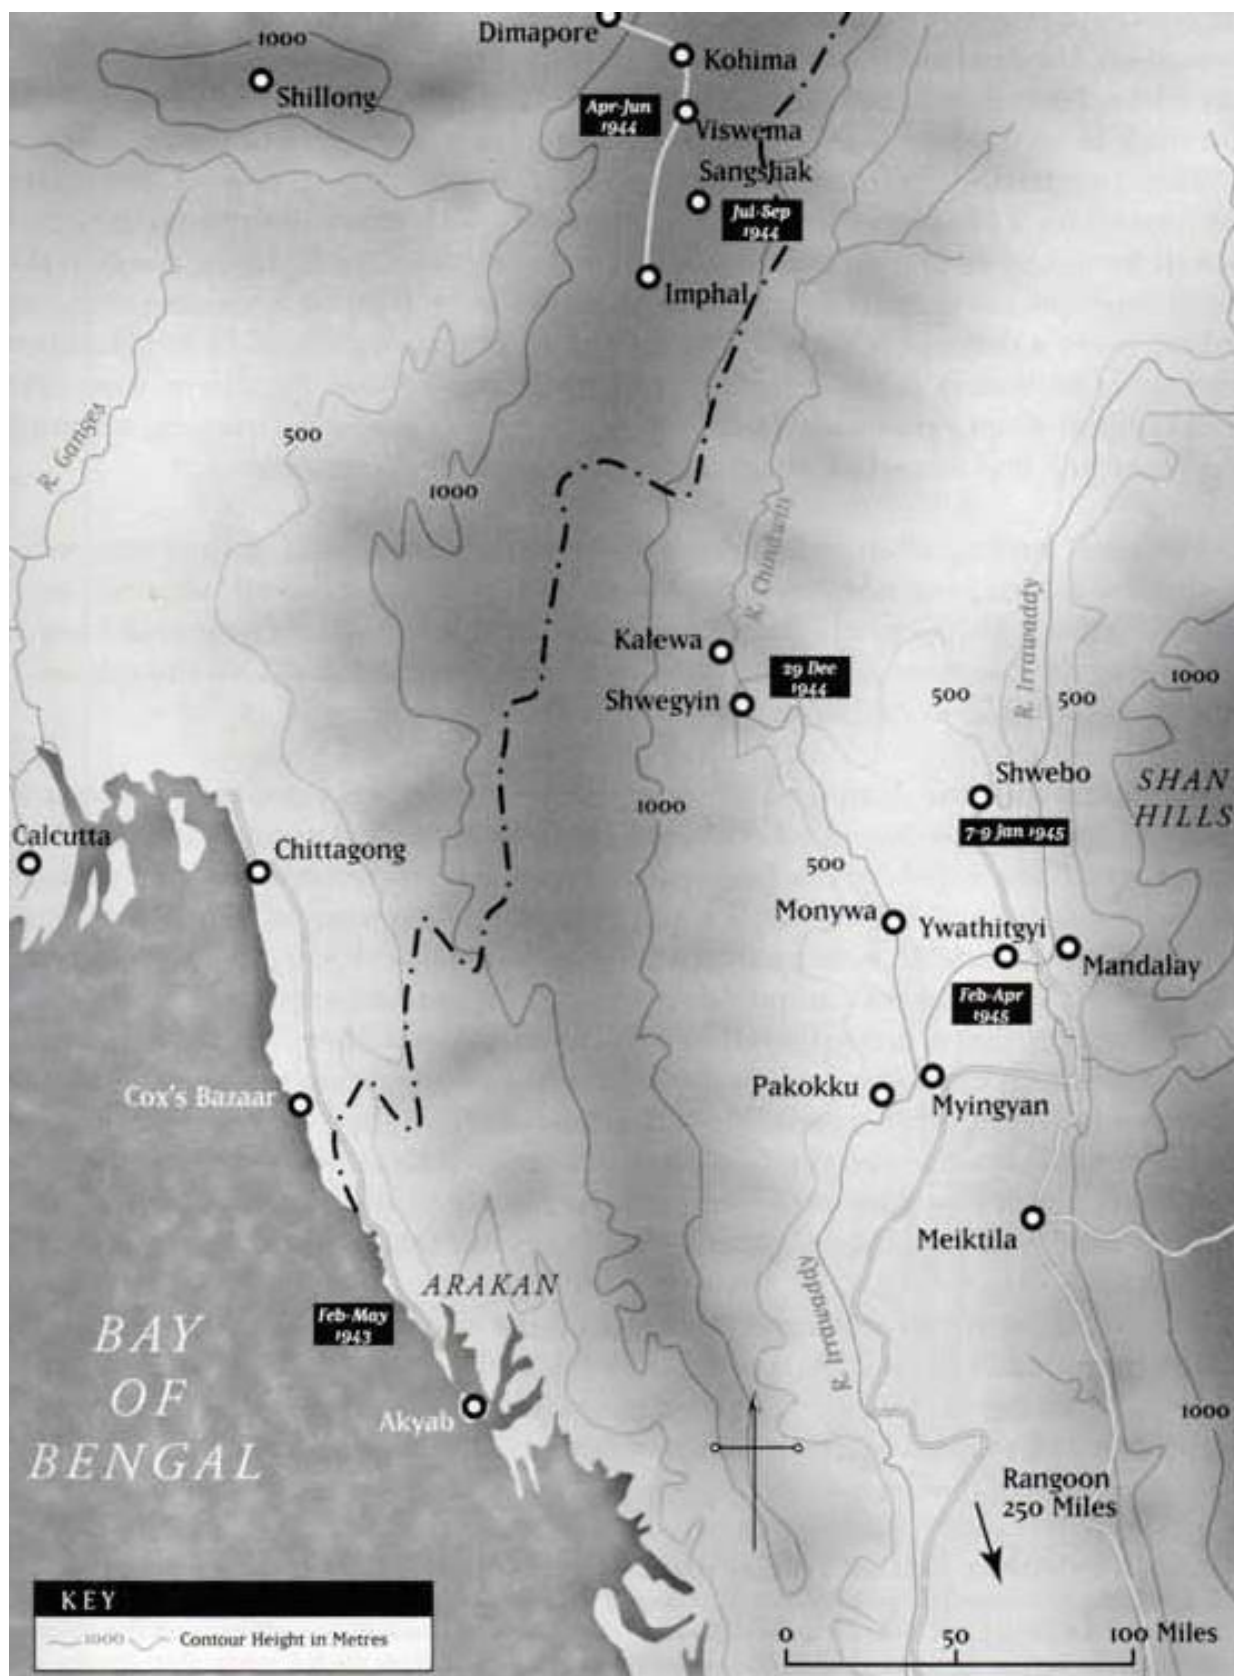 Dimapore
1000
Kohima
Shillong
Apr-Jun
1944
Viswema
Sangshak
Jul-Sep
1944
Imphal
R. Ganges
500
1000
R. Chindwin
R. Irrawaddy
Kalewa
29 Dec
1944
Shwegyin
500
500
1000
Shwebo
SHAN
HILLS
7-9 Jan 1945
1000
Calcutta
Chittagong
500
Monywa
Ywathitgyi
Mandalay
Feb-Apr
1945
Cox's Bazaar
Pakokku
Myingyan
Meiktila
ARAKAN
R. Irrawaddy
Feb-May
1943
BAY
OF
BENGAL
Akyab
1000
Rangoon
250 Miles
KEY
1000
Contour Height in Metres
0
50
100 Miles